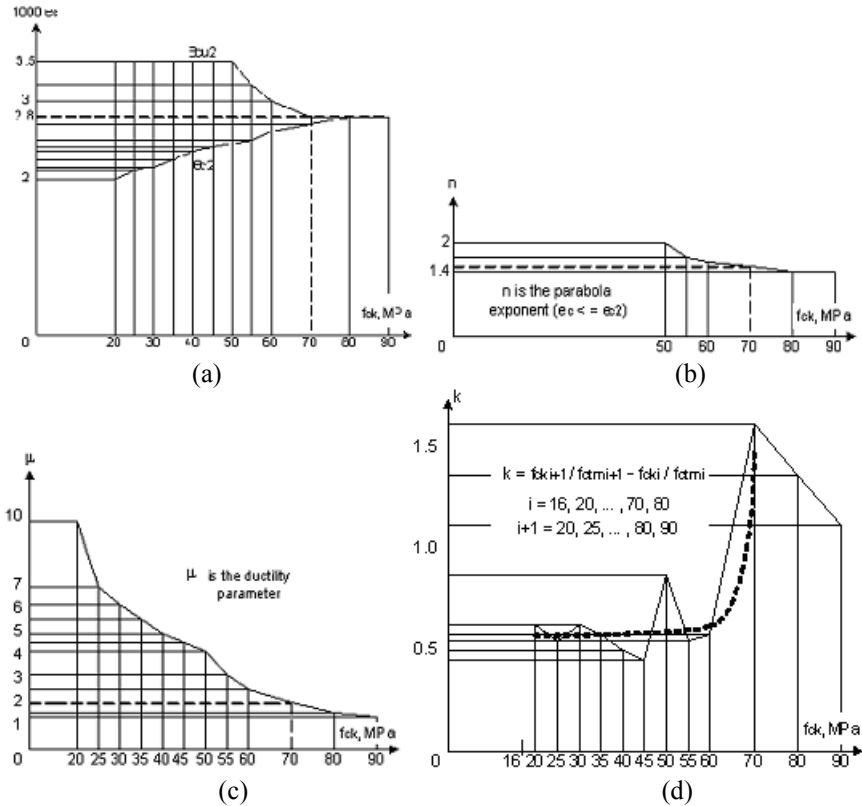 1000 εc
εcu2
3.5
3
2.8
εc2
2
0
20 30 40 50 60 70 80 90
fck, MPa
(a)
n
2
1.4
n is the parabola
exponent (εc <= εc2)
fck, MPa
0
50 60 70 80 90
(b)
μ
10
7
6
5
4
3
2
1
0
μ is the ductility
parameter
fck, MPa
20 25 30 35 40 45 50 55 60 70 80 90
(c)
k
1.5
1.0
0.5
0
k = fck i+1 / fctm i+1 – fck i / fctm i
i = 16, 20, ... , 70, 80
i+1 = 20, 25, ... , 80, 90
fck, MPa
16 20 25 30 35 40 45 50 55 60 70 80 90
(d)